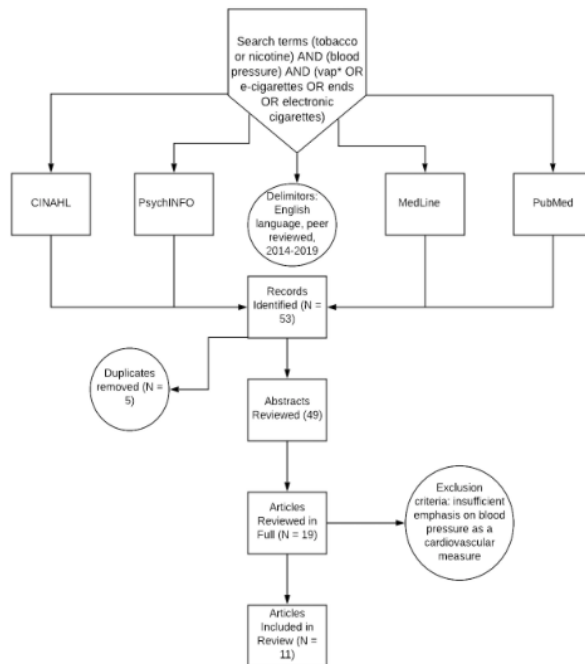 Search terms (tobacco
or nicotine) AND (blood
pressure) AND (vap* OR
e-cigarettes OR ends
OR electronic
cigarettes)
CINAHL
PsychINFO
Delimitors:
English
language, peer
reviewed,
2014-2019
MedLine
PubMed
Records
Identified (N =
53)
Duplicates
removed (N =
5)
Abstracts
Reviewed (49)
Articles
Reviewed in
Full (N = 19)
Exclusion
criteria: insufficient
emphasis on blood
pressure as a
cardiovascular
measure
Articles
Included in
Review (N =
11)